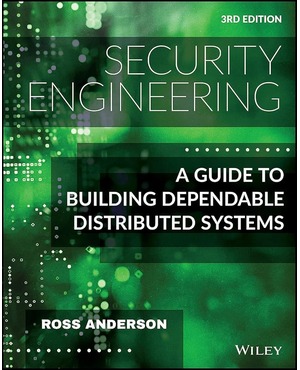 3RD EDITION
SECURITY
ENGINEERING
A GUIDE TO
BUILDING DEPENDABLE
DISTRIBUTED SYSTEMS
ROSS ANDERSON
WILEY